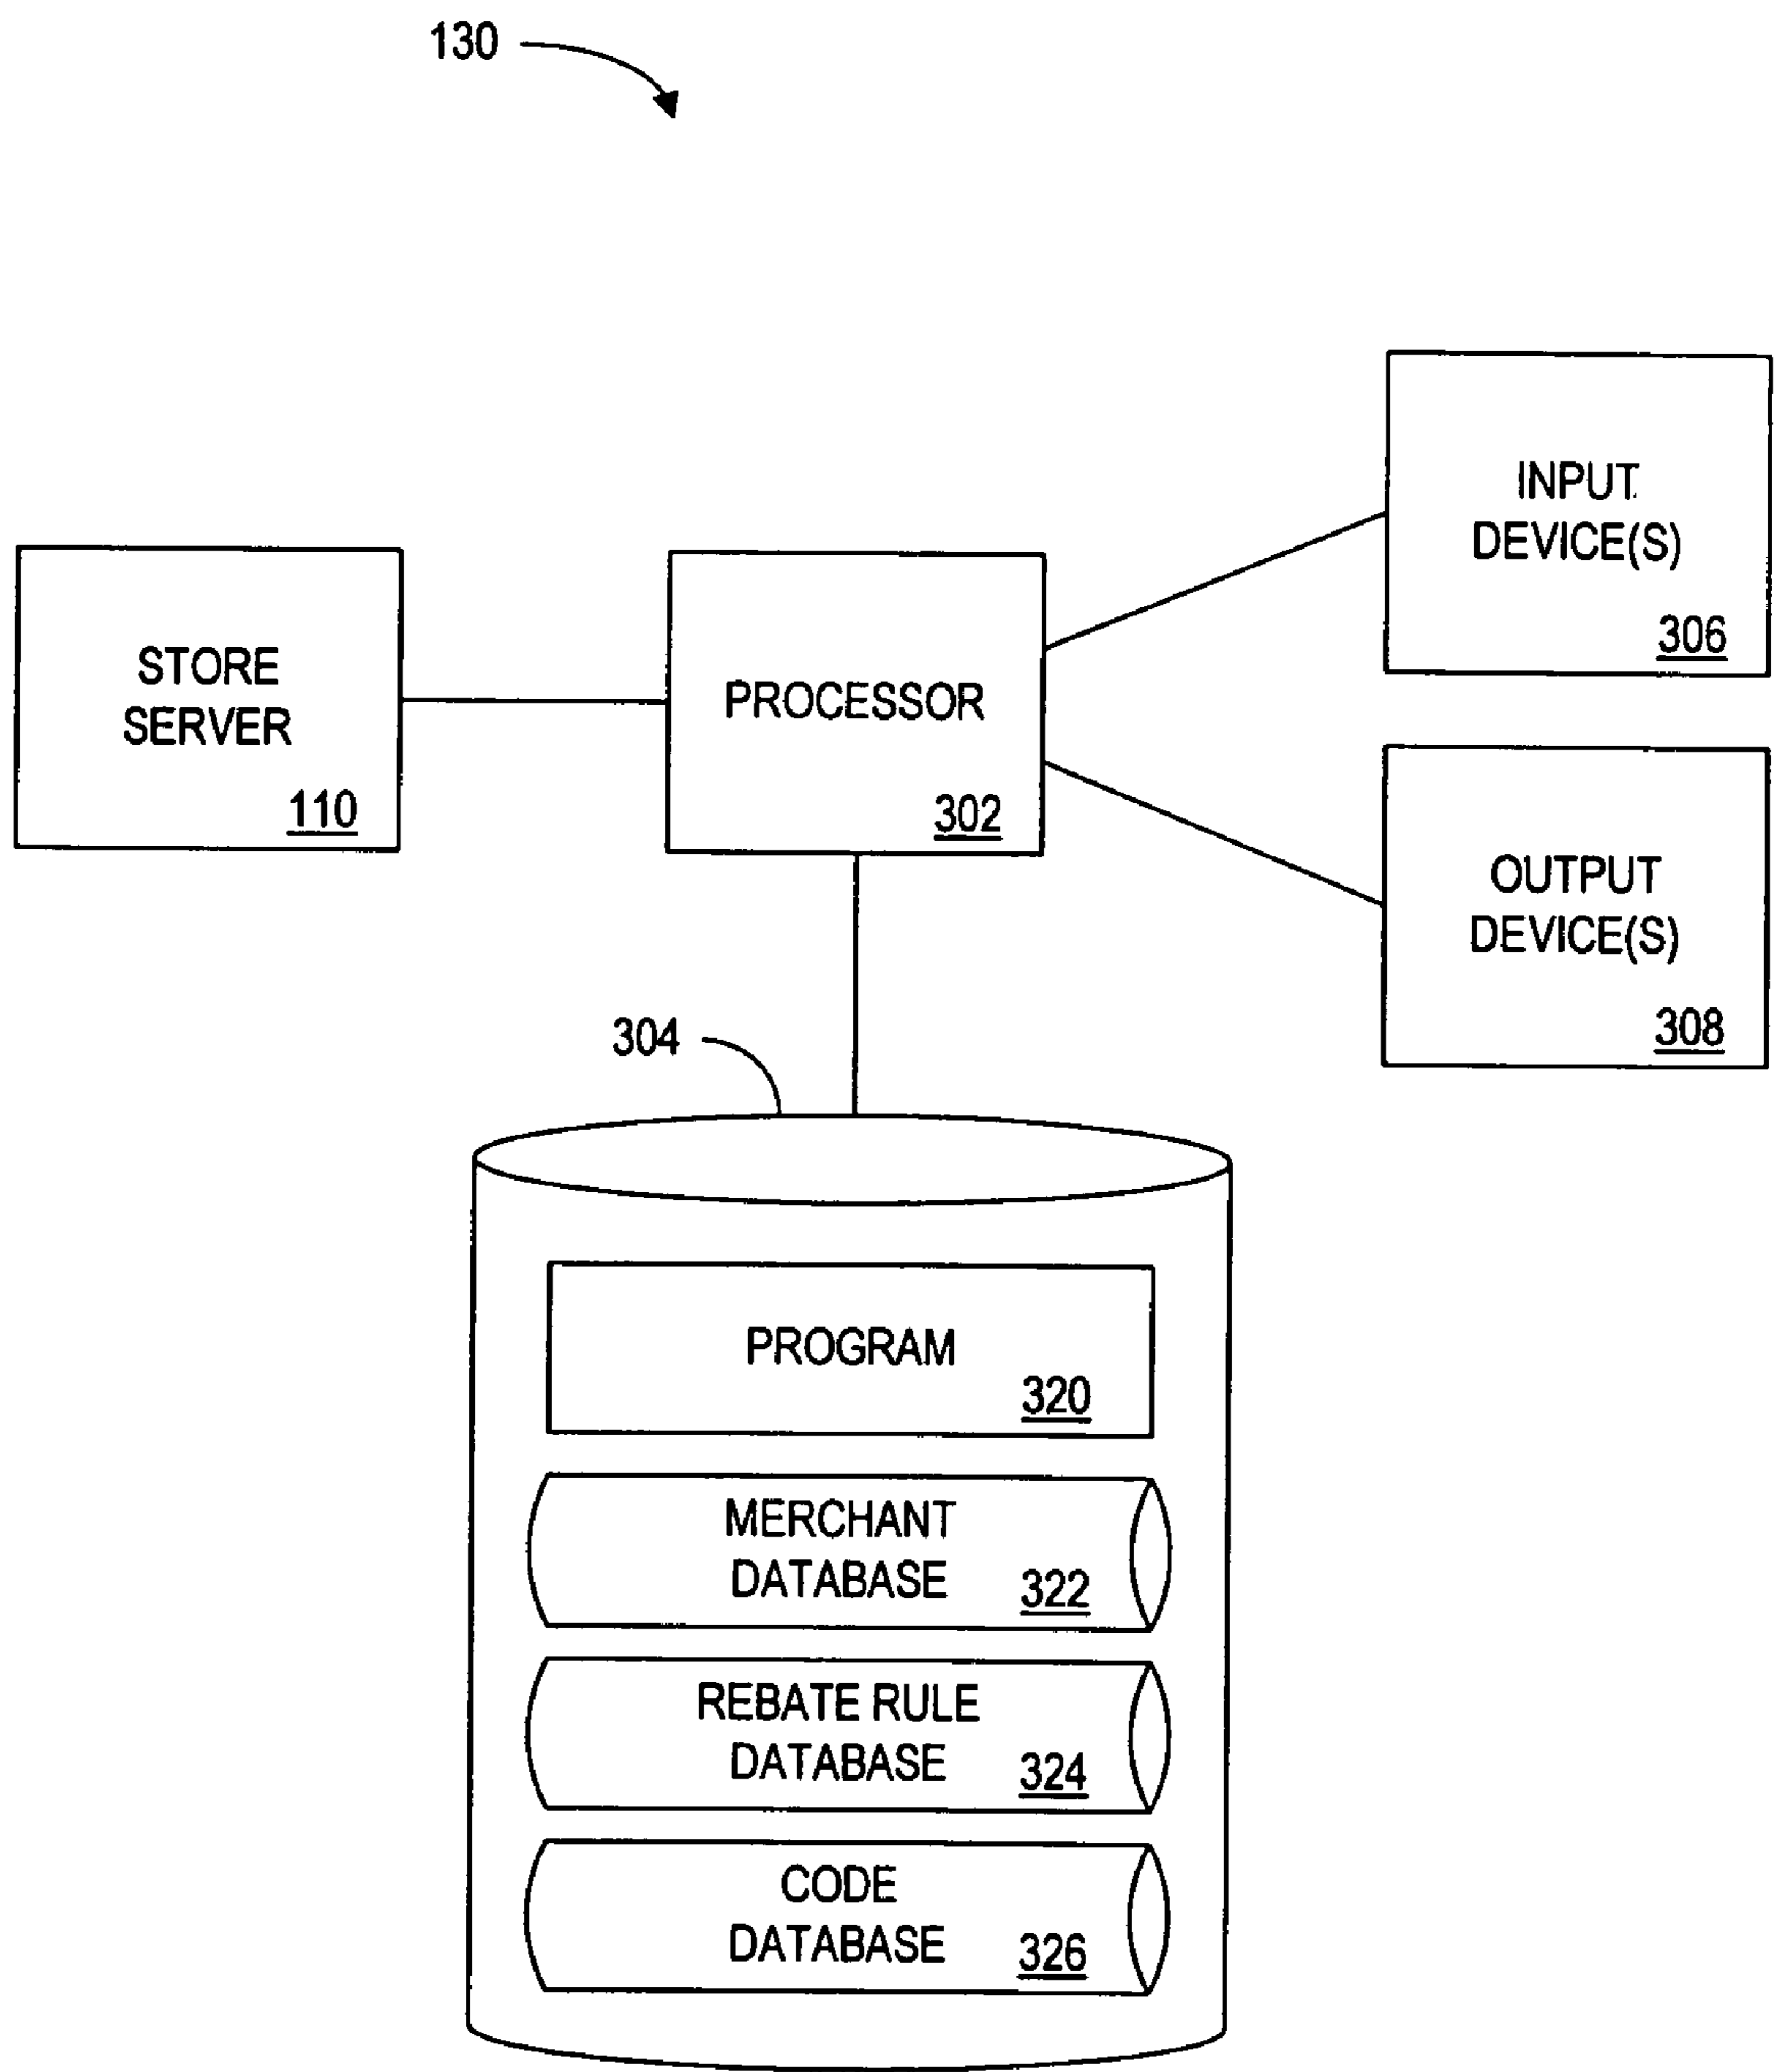 130
INPUT
DEVICE(S)
306
STORE
SERVER
110
PROCESSOR
302
OUTPUT
DEVICE(S)
308
304
PROGRAM
320
MERCHANT
DATABASE
322
REBATE RULE
DATABASE
324
CODE
DATABASE
326